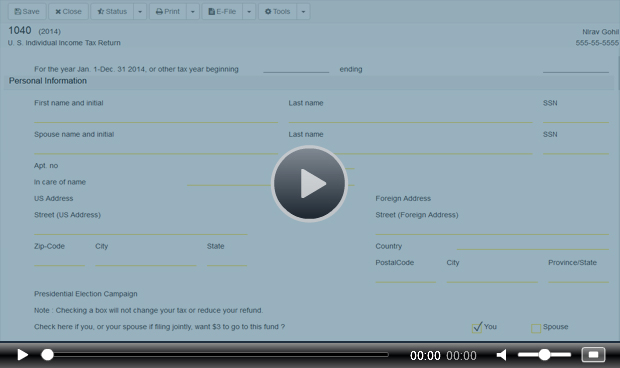 Save Close Status Print E-File Tools
1040 (2014) Nirav Gohil
U. S. Individual Income Tax Return 555-55-5555
For the year Jan. 1-Dec. 31 2014, or other tax year beginning ending
Personal Information
First name and initial Last name SSN
Spouse name and initial Last name SSN
Apt. no
In care of name
US Address Foreign Address
Street (US Address) Street (Foreign Address)
Zip-Code City State Country
PostalCode City Province/State
Presidential Election Campaign
Note : Checking a box will not change your tax or reduce your refund.
Check here if you, or your spouse if filing jointly, want $3 to go to this fund ? You Spouse
00:00 00:00